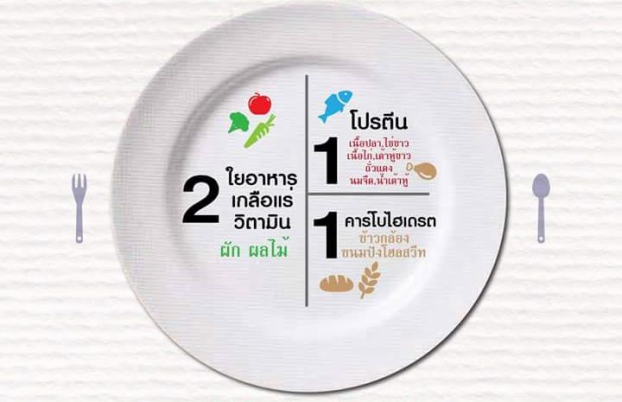 2
ใยอาหาร
เกลือแร่
วิตามิน
ผัก ผลไม้
โปรตีน
1
เนื้อปลา,ไข่ขาว
เนื้อไก่,เต้าหู้ขาว
ถั่วแดง
นมจืด,น้ำเต้าหู้
1
คาร์โบไฮเดรต
ข้าวกล้อง
ขนมปังโฮลสวีท